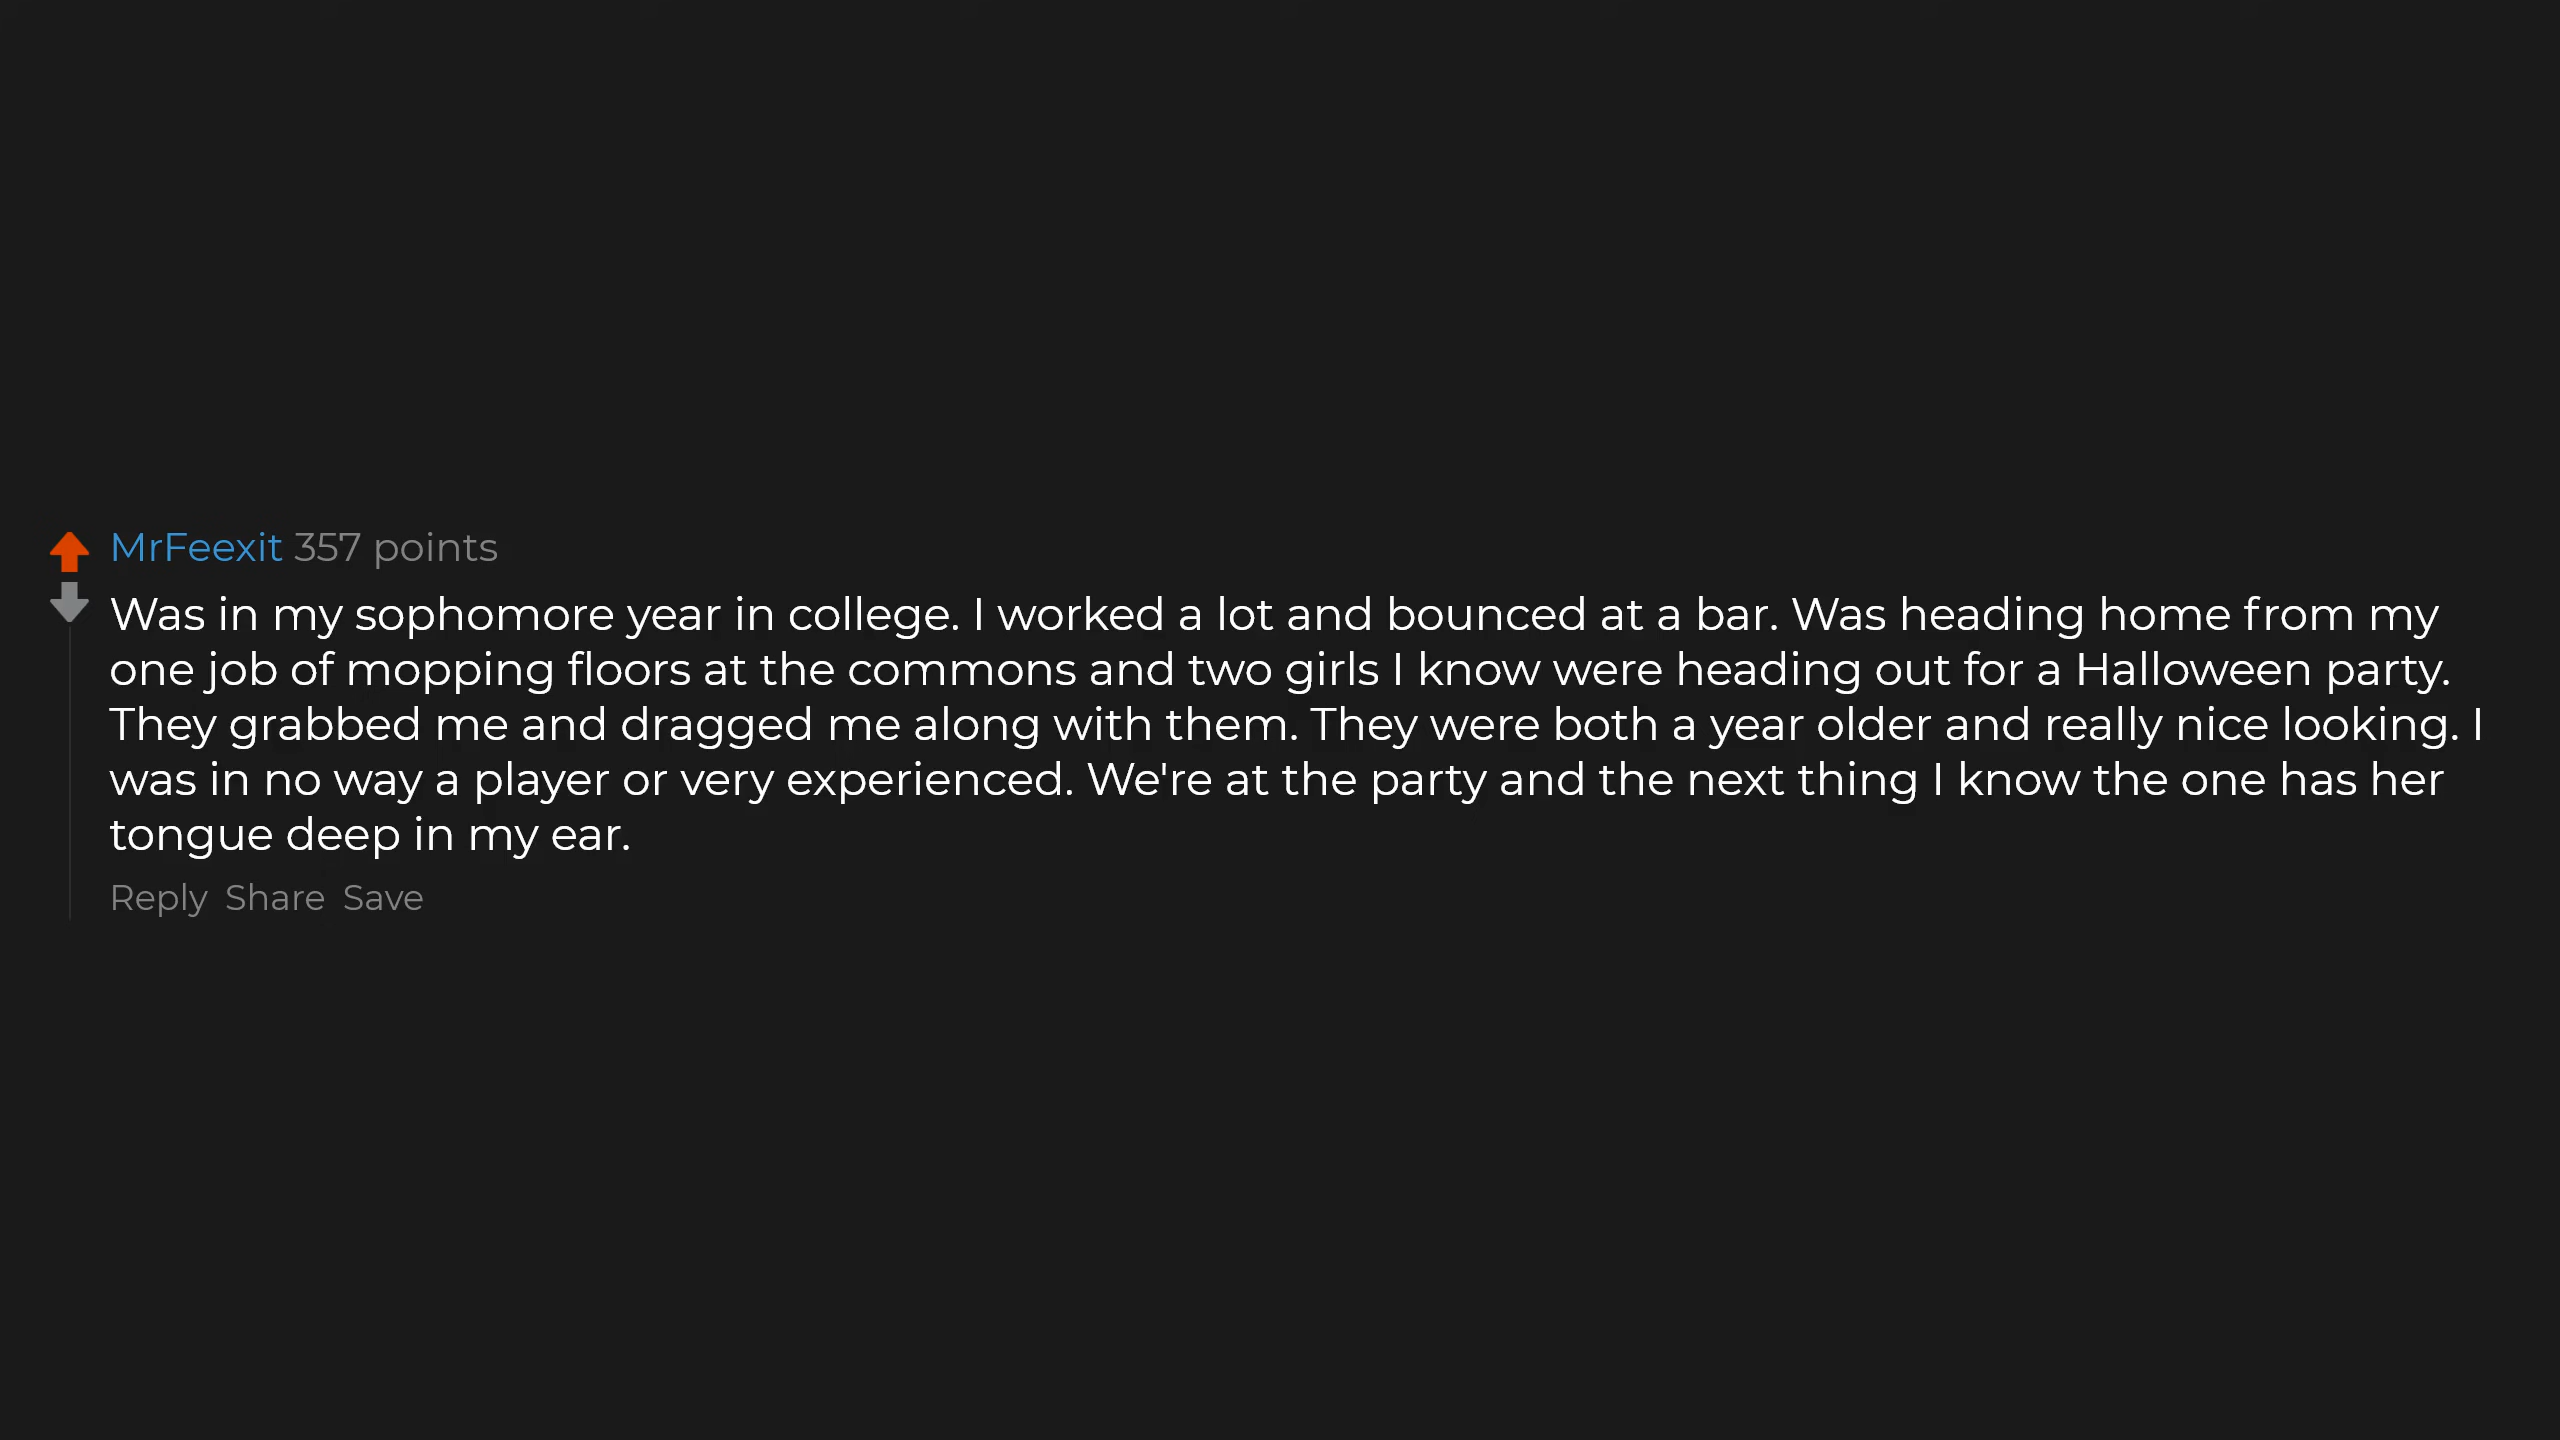 MrFeexit 357 points
Was in my sophomore year in college. I worked a lot and bounced at a bar. Was heading home from my
one job of mopping floors at the commons and two girls I know were heading out for a Halloween party.
They grabbed me and dragged me along with them. They were both a year older and really nice looking. I
was in no way a player or very experienced. We're at the party and the next thing I know the one has her
tongue deep in my ear.
Reply Share Save